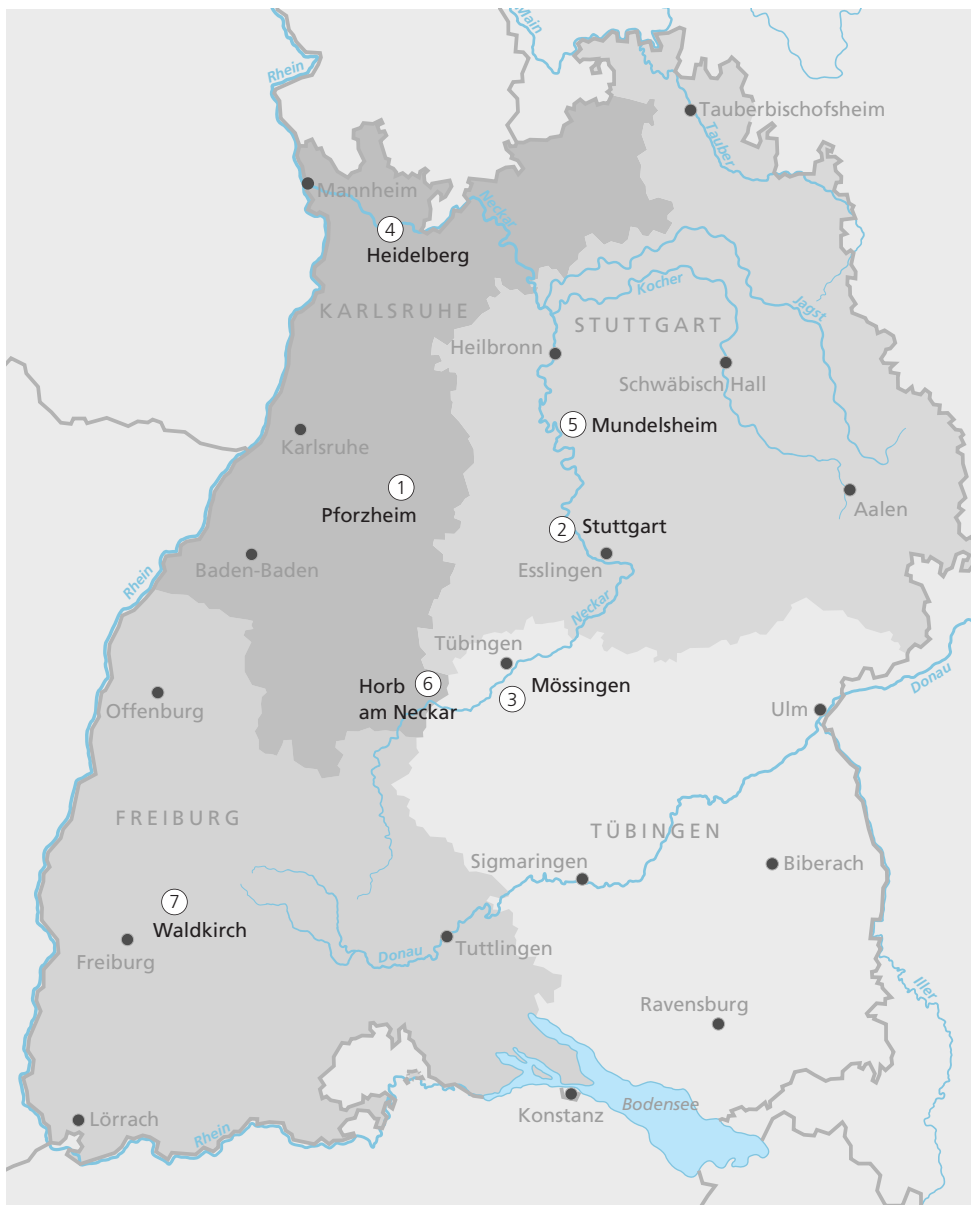 Main
Rhein
Tauberbischofsheim
Tauber
Mannheim
Neckar
4
Heidelberg
KARLSRUHE
Kocher
Jagst
STUTTGART
Heilbronn
Schwäbisch Hall
5 Mundelsheim
Karlsruhe
1
Pforzheim
Aalen
2 Stuttgart
Baden-Baden
Esslingen
Rhein
Neckar
Tübingen
Horb 6
am Neckar
3 Mössingen
Donau
Offenburg
Ulm
FREIBURG
TÜBINGEN
Sigmaringen
Biberach
7
Waldkirch
Freiburg
Donau
Tuttlingen
Iller
Ravensburg
Konstanz
Bodensee
Lörrach
Rhein